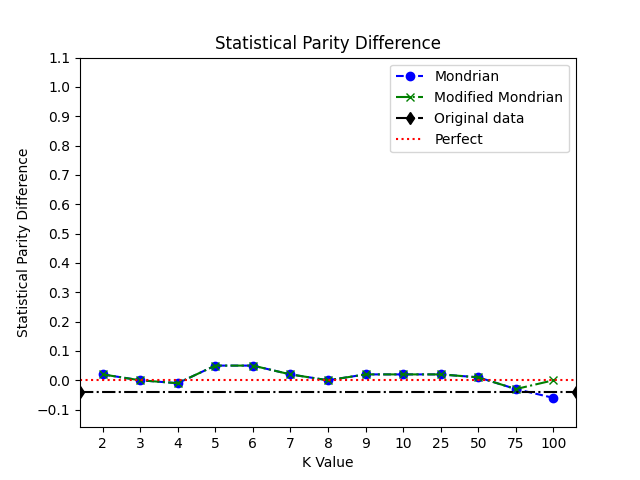 Statistical Parity Difference
Statistical Parity Difference
1.1
1.0
0.9
0.8
0.7
0.6
0.5
0.4
0.3
0.2
0.1
0.0
−0.1
Mondrian
Modified Mondrian
Original data
Perfect
2 3 4 5 6 7 8 9 10 25 50 75 100
K Value